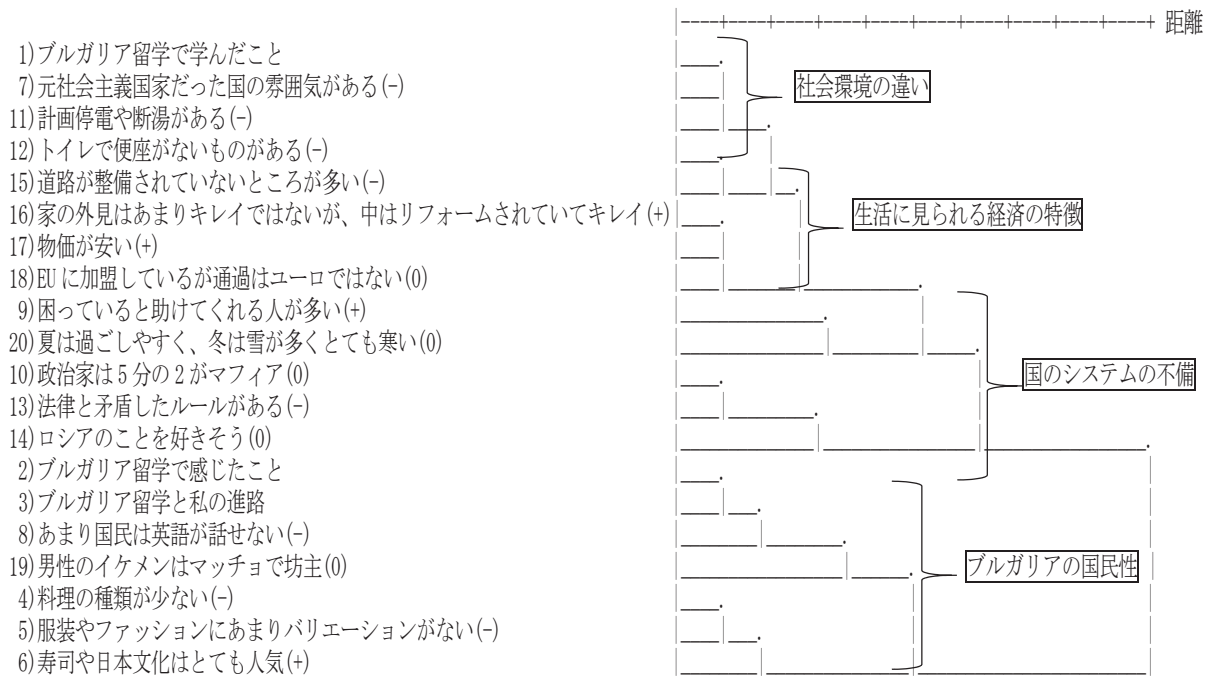 距離
1)ブルガリア留学で学んだこと
7)元社会主義国家だった国の雰囲気がある(-)
社会環境の違い
11)計画停電や断湯がある(-)
12)トイレで便座がないものがある(-)
15)道路が整備されていないところが多い(-)
16)家の外見はあまりキレイではないが、中はリフォームされていてキレイ(+)
生活に見られる経済の特徴
17)物価が安い(+)
18)EUに加盟しているが通過はユーロではない(0)
9)困っていると助けてくれる人が多い(+)
20)夏は過ごしやすく、冬は雪が多くとても寒い(0)
10)政治家は5分の2がマフィア(0)
国のシステムの不備
13)法律と矛盾したルールがある(-)
14)ロシアのことを好きそう(0)
2)ブルガリア留学で感じたこと
3)ブルガリア留学と私の進路
8)あまり国民は英語が話せない(-)
19)男性のイケメンはマッチョで坊主(0)
ブルガリアの国民性
4)料理の種類が少ない(-)
5)服装やファッションにあまりバリエーションがない(-)
6)寿司や日本文化はとても人気(+)